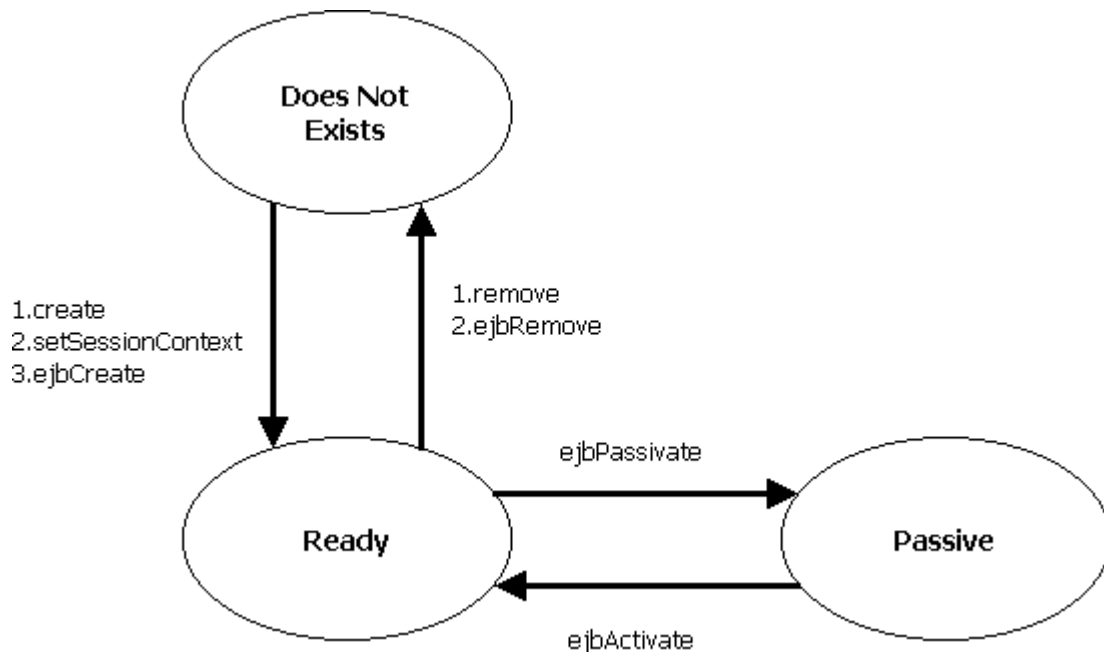 Does Not
Exists
1.create
2.setSessionContext
3.ejbCreate
1.remove
2.ejbRemove
ejbPassivate
Ready
Passive
ejbActivate